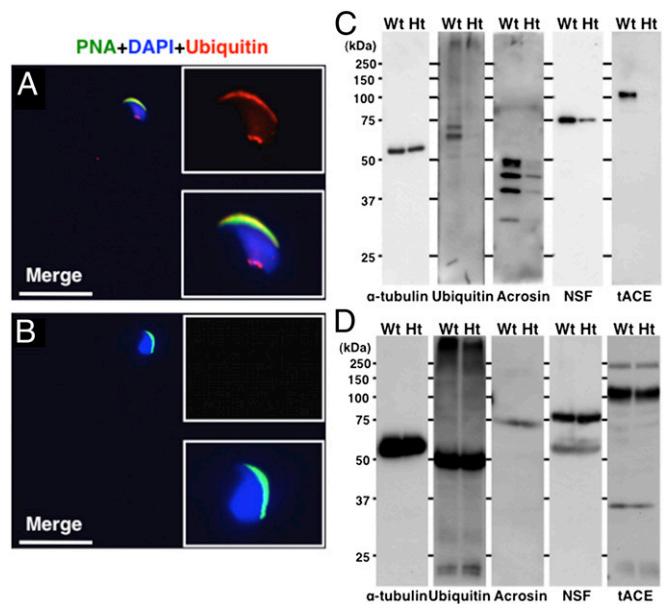 PNA+DAPI+Ubiquitin
A
Merge
B
Merge
C
Wt Ht Wt Ht Wt Ht Wt Ht Wt Ht
(kDa)
250
150
100
75
50
37
25
α-tubulin Ubiquitin Acrosin NSF tACE
D
Wt Ht Wt Ht Wt Ht Wt Ht Wt Ht
(kDa)
250
150
100
75
50
37
25
α-tubulin Ubiquitin Acrosin NSF tACE